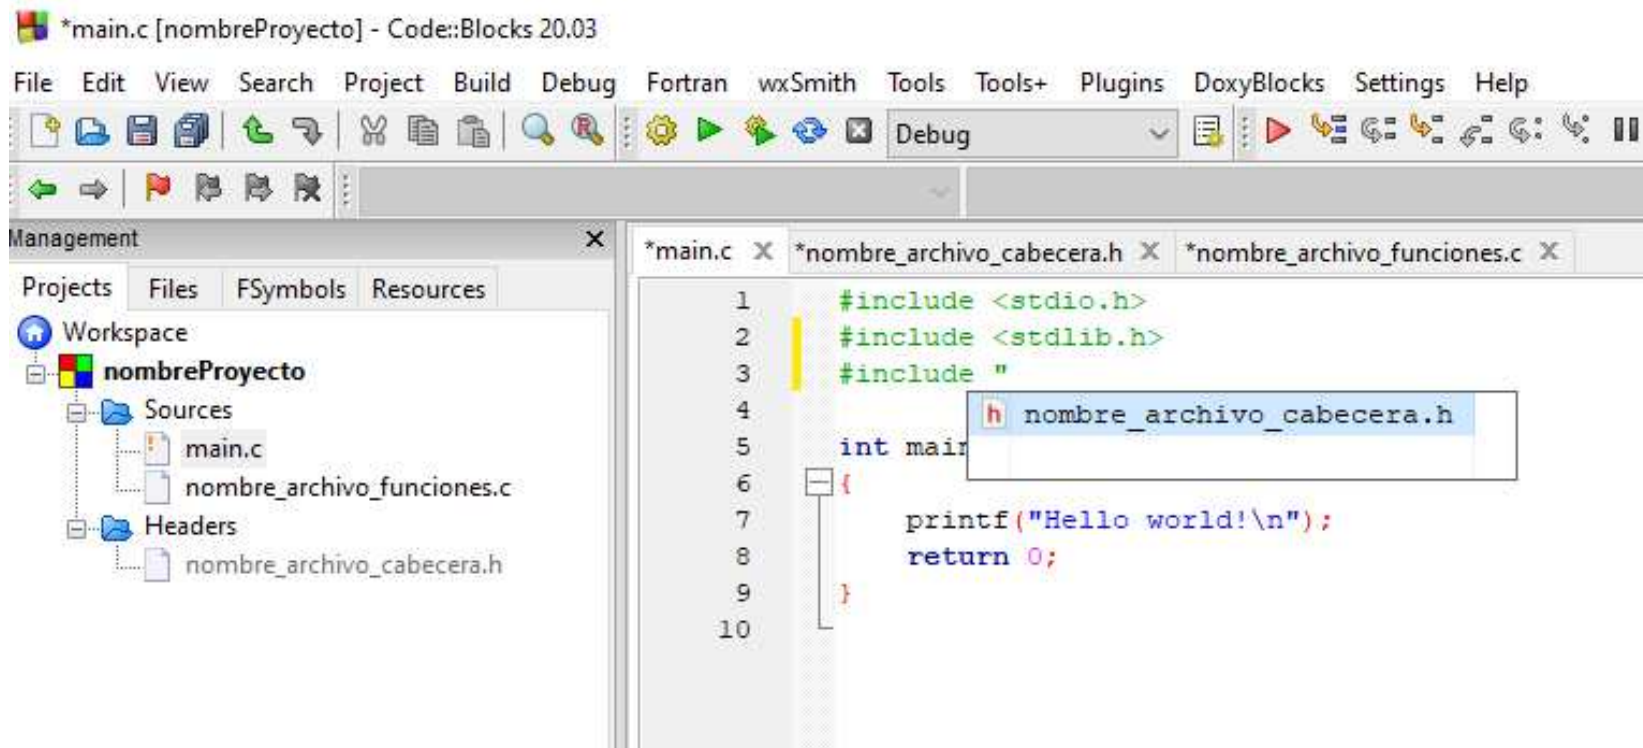 *main.c [nombreProyecto] - Code::Blocks 20.03
File Edit View Search Project Build Debug Fortran wxSmith Tools Tools+ Plugins DoxyBlocks Settings Help
Debug
Management
Projects Files FSymbols Resources
Workspace
nombreProyecto
Sources
main.c
nombre_archivo_funciones.c
Headers
nombre_archivo_cabecera.h
*main.c *nombre_archivo_cabecera.h *nombre_archivo_funciones.c
1 #include <stdio.h>
2 #include <stdlib.h>
3 #include "
h nombre_archivo_cabecera.h
4
5 int main
6 {
7 printf("Hello world!\n");
8 return 0;
9 }
10